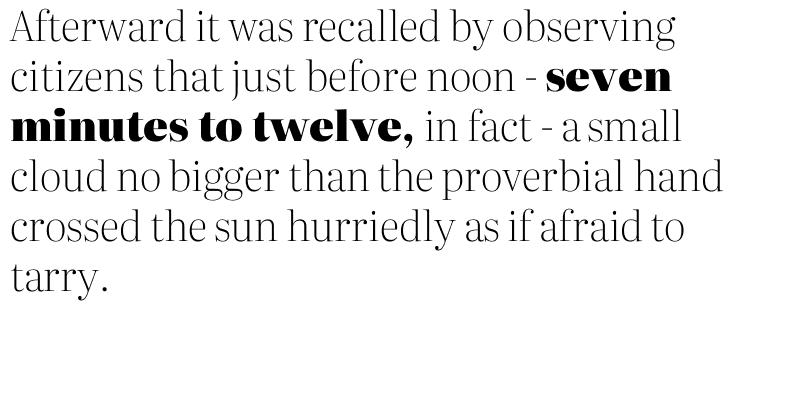 Afterward it was recalled by observing
citizens that just before noon - seven
minutes to twelve, in fact - a small
cloud no bigger than the proverbial hand
crossed the sun hurriedly as if afraid to
tarry.